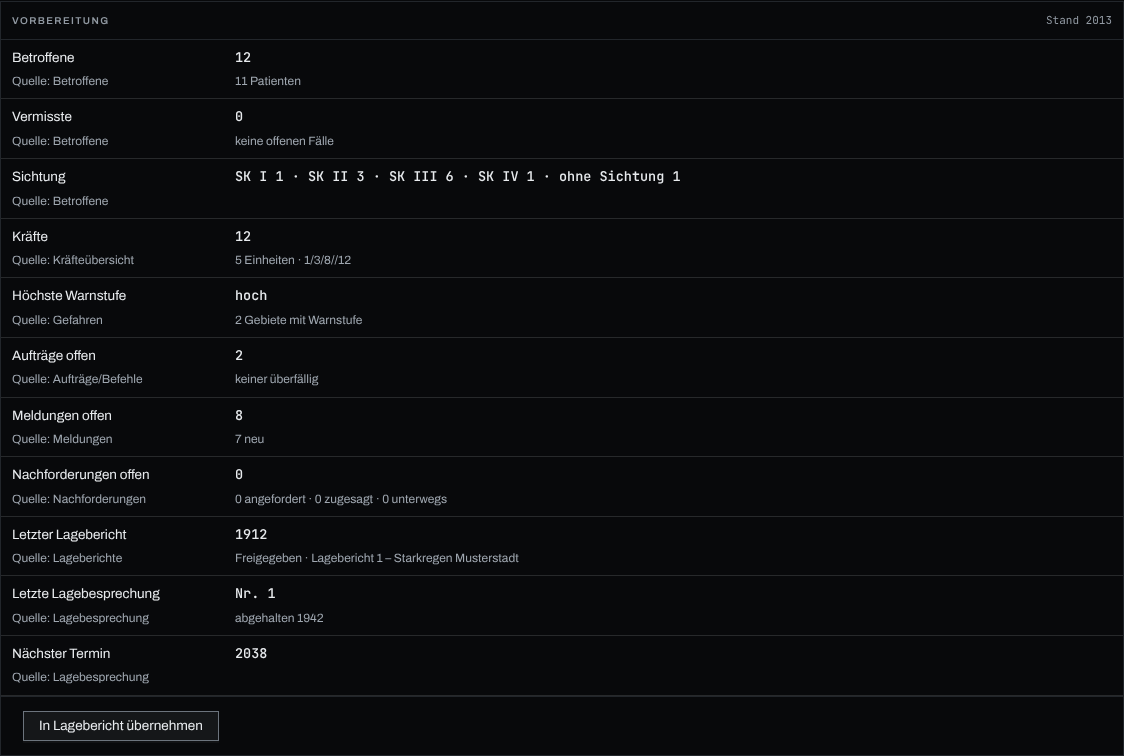 VORBEREITUNG Stand 2013
Betroffene 12
Quelle: Betroffene 11 Patienten
Vermisste 0
Quelle: Betroffene keine offenen Fälle
Sichtung SK I 1 · SK II 3 · SK III 6 · SK IV 1 · ohne Sichtung 1
Quelle: Betroffene
Kräfte 12
Quelle: Kräfteübersicht 5 Einheiten · 1/3/8//12
Höchste Warnstufe hoch
Quelle: Gefahren 2 Gebiete mit Warnstufe
Aufträge offen 2
Quelle: Aufträge/Befehle keiner überfällig
Meldungen offen 8
Quelle: Meldungen 7 neu
Nachforderungen offen 0
Quelle: Nachforderungen 0 angefordert · 0 zugesagt · 0 unterwegs
Letzter Lagebericht 1912
Quelle: Lageberichte Freigegeben · Lagebericht 1 – Starkregen Musterstadt
Letzte Lagebesprechung Nr. 1
Quelle: Lagebesprechung abgehalten 1942
Nächster Termin 2038
Quelle: Lagebesprechung
In Lagebericht übernehmen